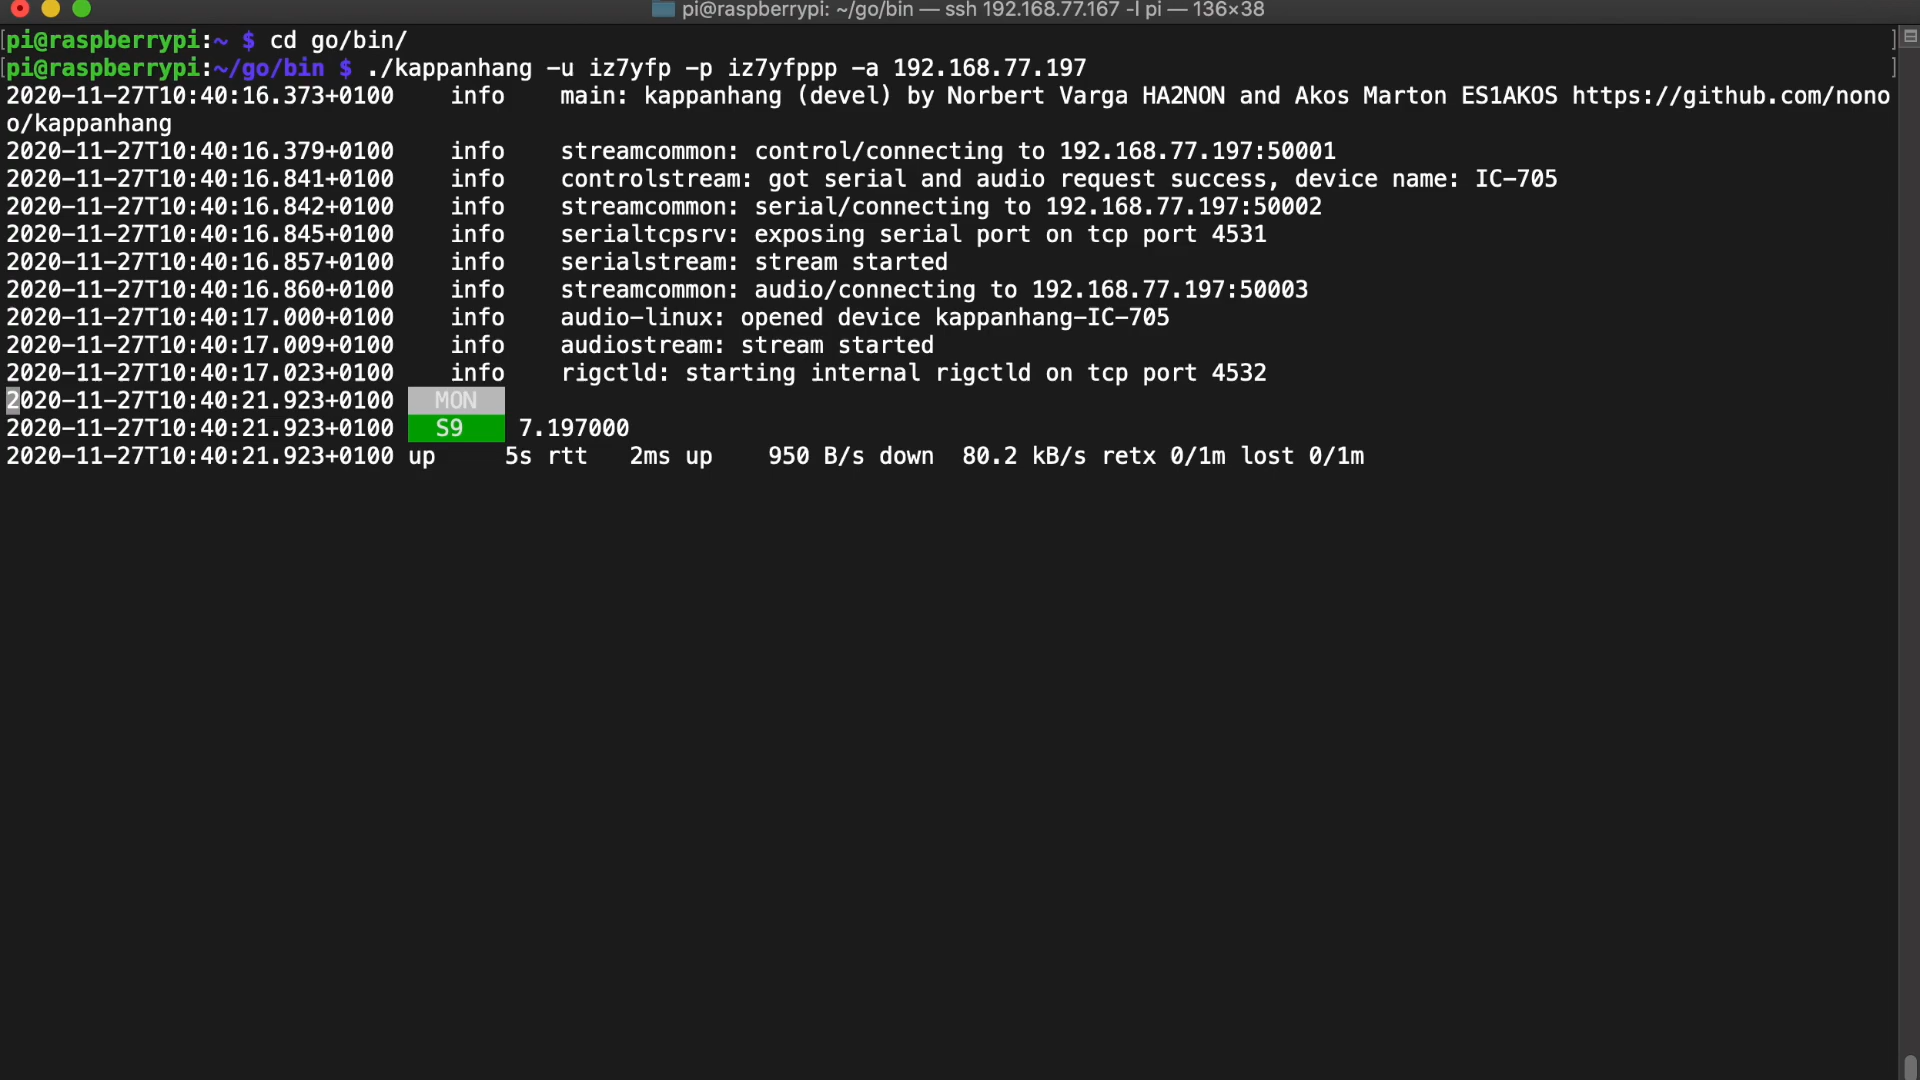 pi@raspberrypi: ~/go/bin — ssh 192.168.77.167 -l pi — 136×38
[pi@raspberrypi:~ $ cd go/bin/ ]
[pi@raspberrypi:~/go/bin $ ./kappanhang -u iz7yfp -p iz7yfppp -a 192.168.77.197 ]
2020-11-27T10:40:16.373+0100 info main: kappanhang (devel) by Norbert Varga HA2NON and Akos Marton ES1AKOS https://github.com/nono
o/kappanhang
2020-11-27T10:40:16.379+0100 info streamcommon: control/connecting to 192.168.77.197:50001
2020-11-27T10:40:16.841+0100 info controlstream: got serial and audio request success, device name: IC-705
2020-11-27T10:40:16.842+0100 info streamcommon: serial/connecting to 192.168.77.197:50002
2020-11-27T10:40:16.845+0100 info serialtcpsrv: exposing serial port on tcp port 4531
2020-11-27T10:40:16.857+0100 info serialstream: stream started
2020-11-27T10:40:16.860+0100 info streamcommon: audio/connecting to 192.168.77.197:50003
2020-11-27T10:40:17.000+0100 info audio-linux: opened device kappanhang-IC-705
2020-11-27T10:40:17.009+0100 info audiostream: stream started
2020-11-27T10:40:17.023+0100 info rigctld: starting internal rigctld on tcp port 4532
2020-11-27T10:40:21.923+0100 MON
2020-11-27T10:40:21.923+0100 S9 7.197000
2020-11-27T10:40:21.923+0100 up 5s rtt 2ms up 950 B/s down 80.2 kB/s retx 0/1m lost 0/1m